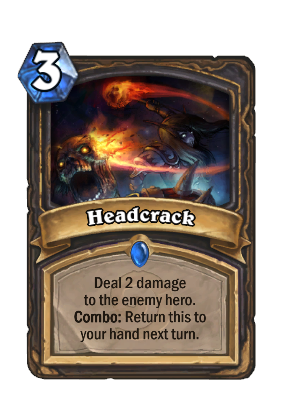 3
Headcrack
Deal 2 damage
to the enemy hero.
Combo: Return this to
your hand next turn.